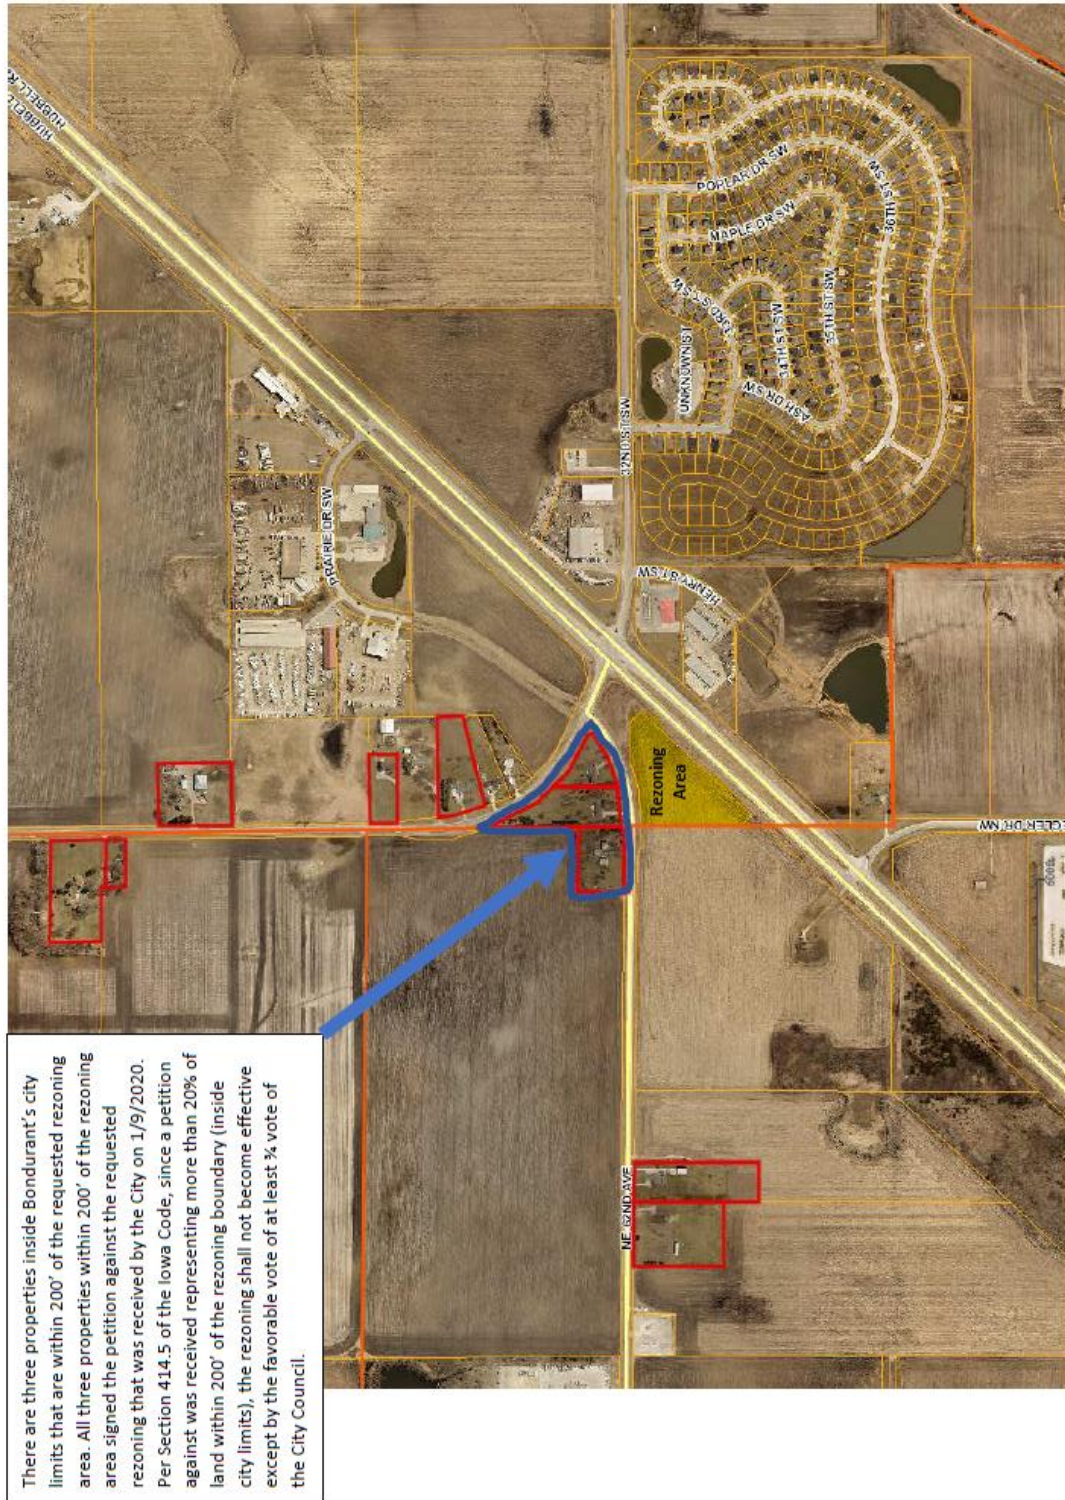 There are three properties inside Bondurant's city
limits that are within 200' of the requested rezoning
area. All three properties within 200' of the rezoning
area signed the petition against the requested
rezoning that was received by the City on 1/9/2020.
Per Section 414.5 of the Iowa Code, since a petition
against was received representing more than 20% of
land within 200' of the rezoning boundary (inside
city limits), the rezoning shall not become effective
except by the favorable vote of at least ¾ vote of
the City Council.
HUBBELL
HUBBELL R
PRAIRIE DR SW
32ND ST SW
POPLAR DR SW
MAPLE DR SW
36TH ST SW
33RD ST SW
34TH ST SW
35TH ST SW
ASH DR SW
UNKNOWN ST
HENRY ST SW
Rezoning
Area
NE 62ND AVE
EGLER DR NW